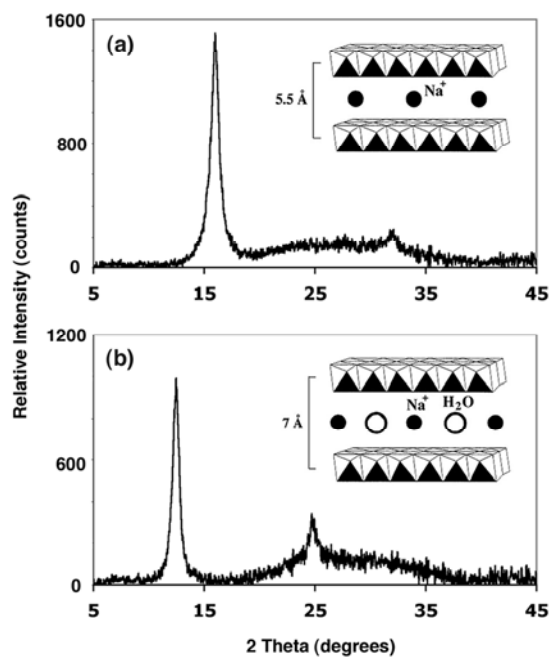 Relative Intensity (counts)
(a)
1600
800
0
5.5 Å
Na+
5 15 25 35 45
(b)
1200
600
0
7 Å
Na+ H2O
5 15 25 35 45
2 Theta (degrees)